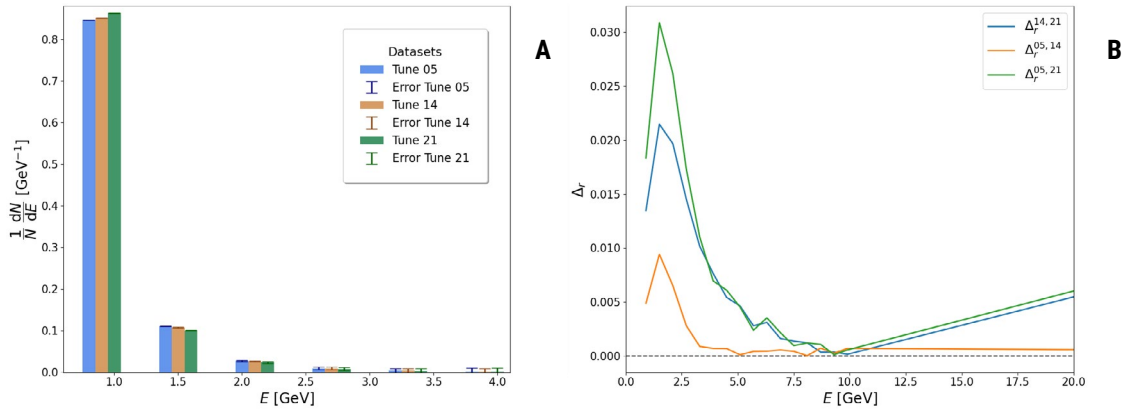 0.8
0.7
0.6
0.5
0.4
0.3
0.2
0.1
0.0
1/N dN/dE [GeV⁻¹]
Datasets
Tune 05
Error Tune 05
Tune 14
Error Tune 14
Tune 21
Error Tune 21
1.0 1.5 2.0 2.5 3.0 3.5 4.0
E [GeV]
A
0.030
0.025
0.020
0.015
0.010
0.005
0.000
Δr
Δr^14,21
Δr^05,14
Δr^05,21
0.0 2.5 5.0 7.5 10.0 12.5 15.0 17.5 20.0
E [GeV]
B